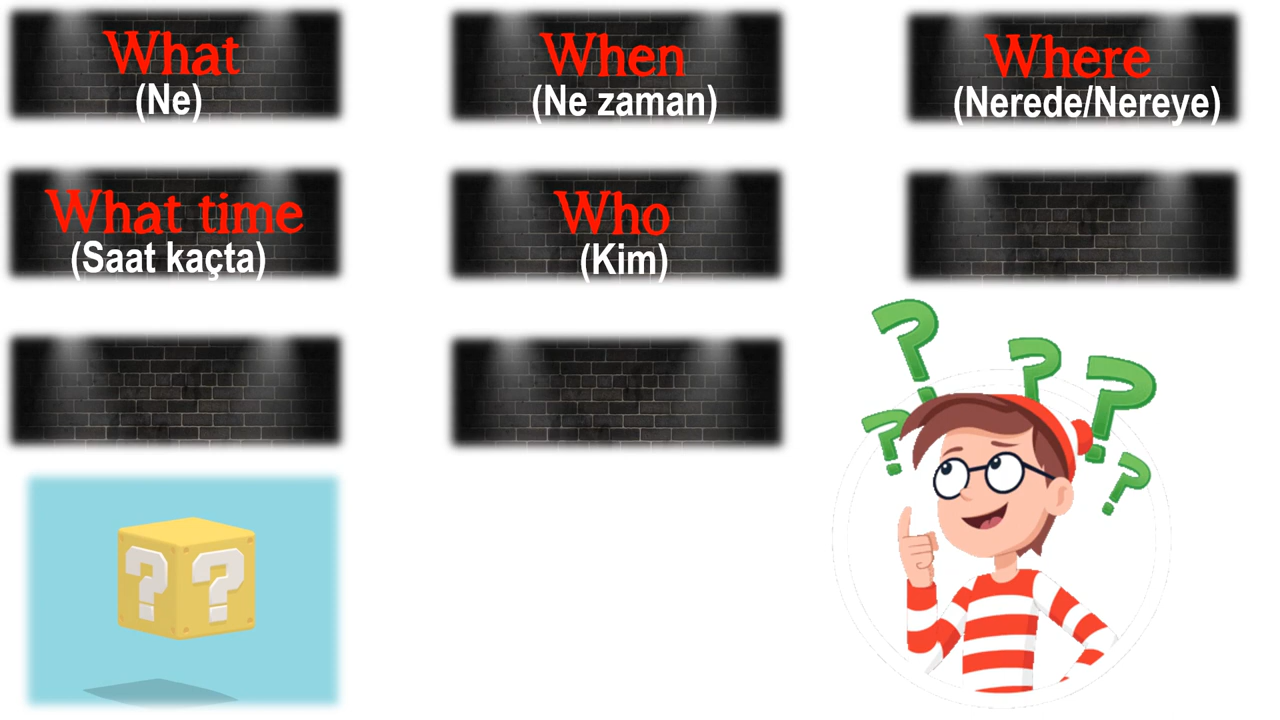 What
(Ne)
When
(Ne zaman)
Where
(Nerede/Nereye)
What time
(Saat kaçta)
Who
(Kim)
? ? ? ? ?
? ?